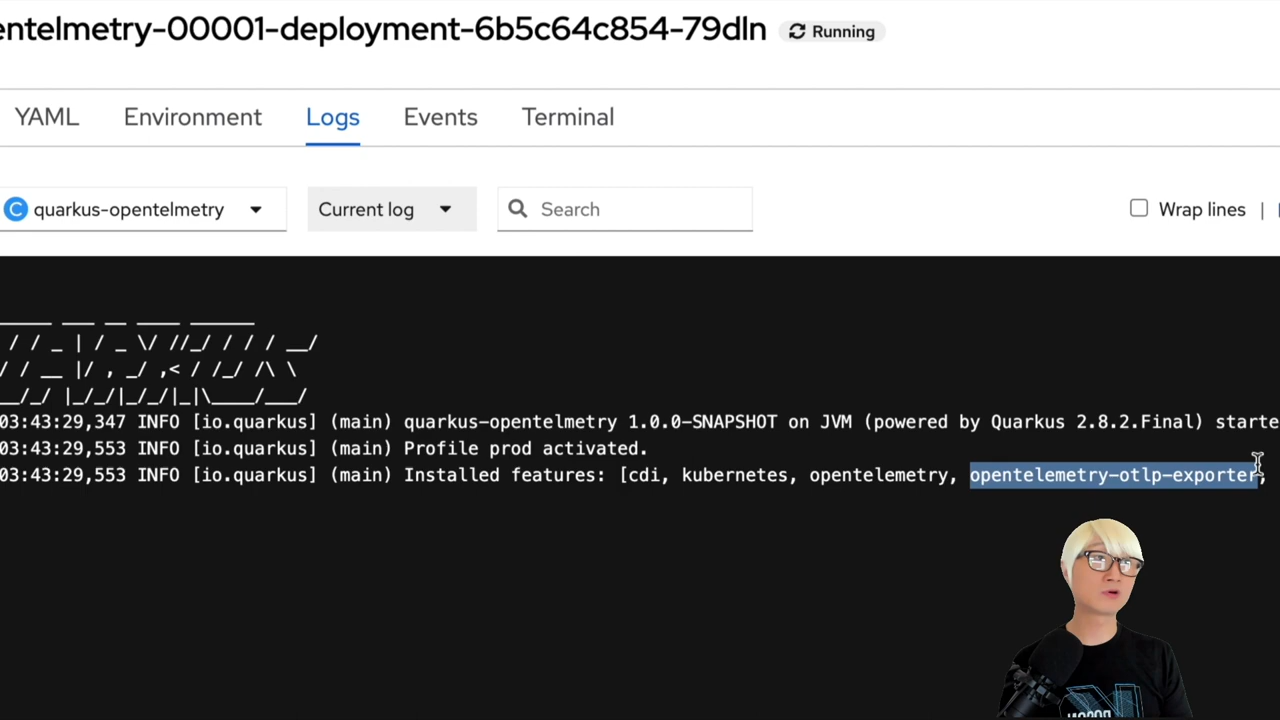 entelmetry-00001-deployment-6b5c64c854-79dln Running
YAML Environment Logs Events Terminal
C quarkus-opentelmetry Current log Search Wrap lines |
03:43:29,347 INFO [io.quarkus] (main) quarkus-opentelmetry 1.0.0-SNAPSHOT on JVM (powered by Quarkus 2.8.2.Final) starte
03:43:29,553 INFO [io.quarkus] (main) Profile prod activated.
03:43:29,553 INFO [io.quarkus] (main) Installed features: [cdi, kubernetes, opentelemetry, opentelemetry-otlp-exporter,